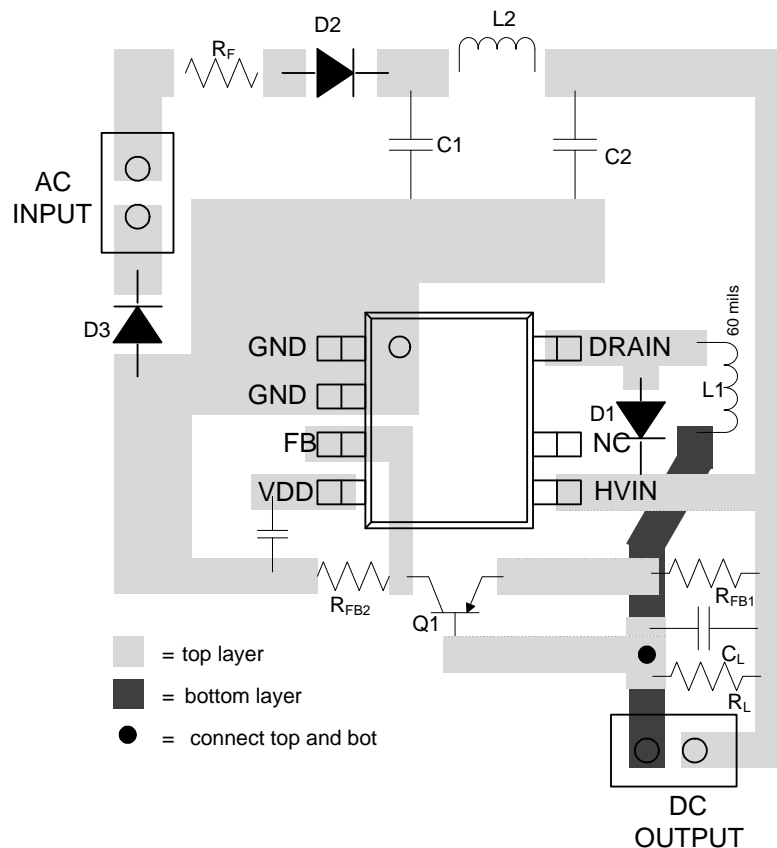 L2
D2
RF
C1
C2
AC
INPUT
60 mils
D3
GND
DRAIN
L1
GND
D1
FB
NC
VDD
HVIN
RFB2
RFB1
Q1
CL
= top layer
= bottom layer
RL
= connect top and bot
DC
OUTPUT